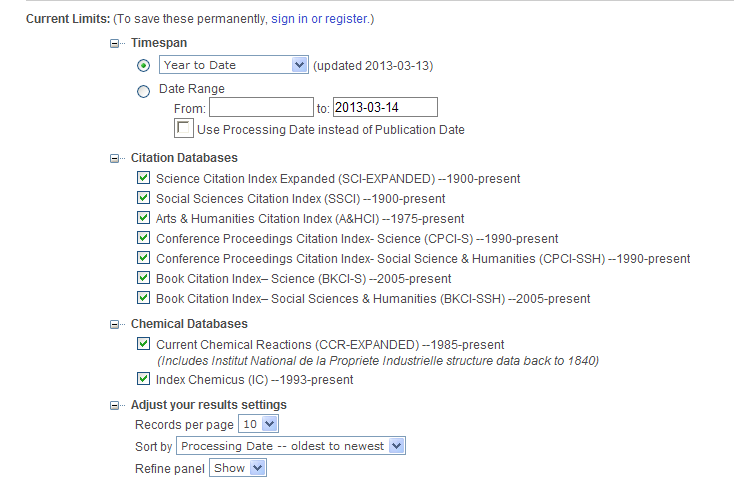 Current Limits: (To save these permanently, sign in or register.)
Timespan
Year to Date (updated 2013-03-13)
Date Range
From: to: 2013-03-14
Use Processing Date instead of Publication Date
Citation Databases
Science Citation Index Expanded (SCI-EXPANDED) --1900-present
Social Sciences Citation Index (SSCI) --1900-present
Arts & Humanities Citation Index (A&HCI) --1975-present
Conference Proceedings Citation Index- Science (CPCI-S) --1990-present
Conference Proceedings Citation Index- Social Science & Humanities (CPCI-SSH) --1990-present
Book Citation Index– Science (BKCI-S) --2005-present
Book Citation Index– Social Sciences & Humanities (BKCI-SSH) --2005-present
Chemical Databases
Current Chemical Reactions (CCR-EXPANDED) --1985-present
(Includes Institut National de la Propriete Industrielle structure data back to 1840)
Index Chemicus (IC) --1993-present
Adjust your results settings
Records per page 10
Sort by Processing Date -- oldest to newest
Refine panel Show